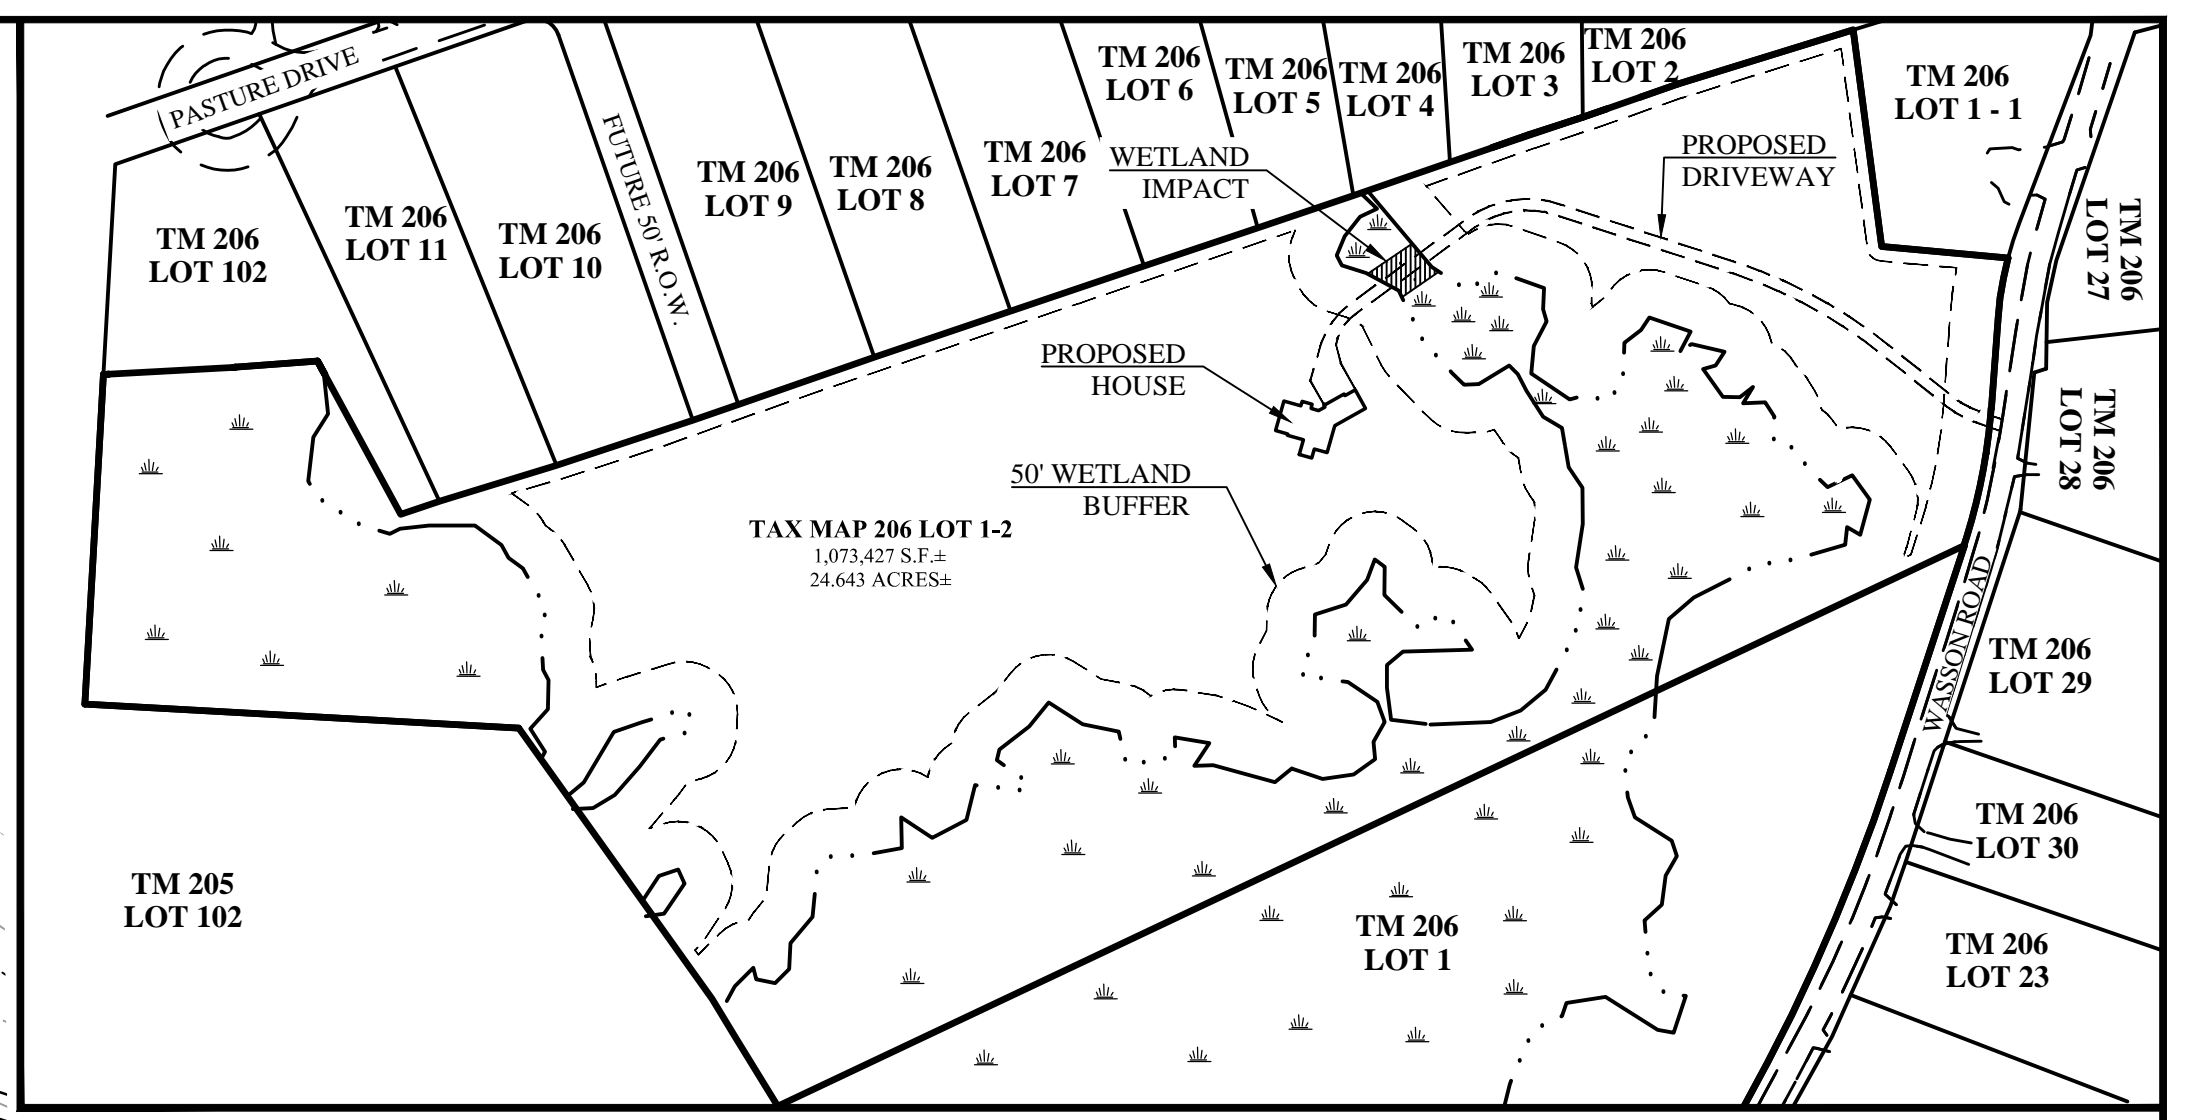 PASTURE DRIVE
TM 206
LOT 102
TM 206
LOT 11
TM 206
LOT 10
FUTURE 50' R.O.W.
TM 206
LOT 9
TM 206
LOT 8
TM 206
LOT 7
TM 206
LOT 6
TM 206
LOT 5
TM 206
LOT 4
TM 206
LOT 3
TM 206
LOT 2
TM 206
LOT 1 - 1
WETLAND
IMPACT
PROPOSED
DRIVEWAY
TM 206
LOT 27
PROPOSED
HOUSE
TM 206
LOT 28
50' WETLAND
BUFFER
TAX MAP 206 LOT 1-2
1,073,427 S.F.±
24.643 ACRES±
WASSON ROAD
TM 206
LOT 29
TM 206
LOT 30
TM 205
LOT 102
TM 206
LOT 1
TM 206
LOT 23